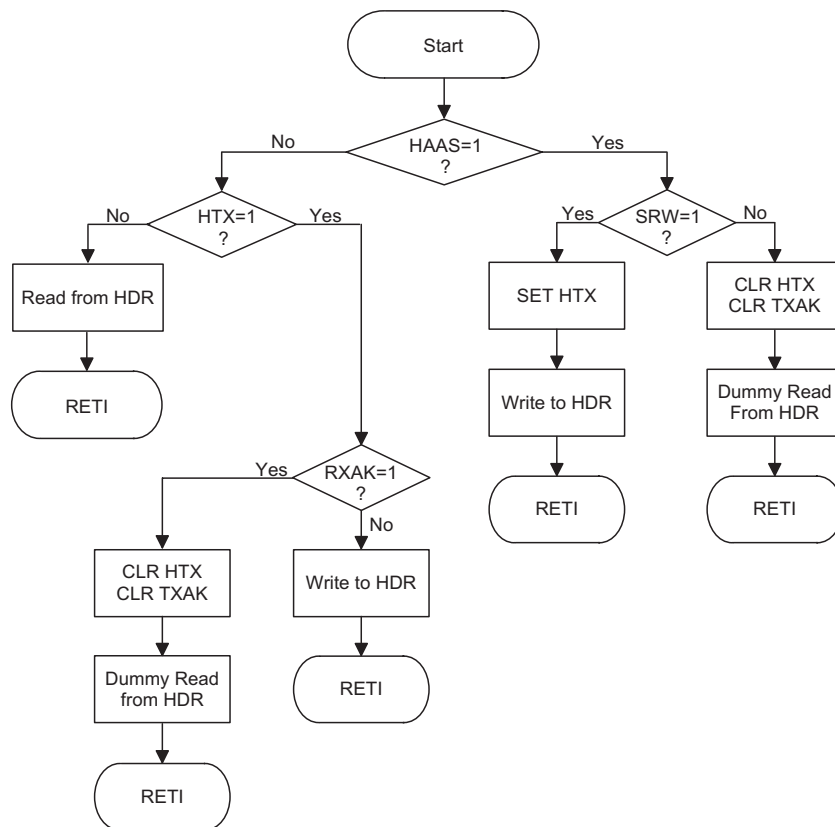 Start
No
HAAS=1
?
Yes
No
HTX=1
?
Yes
Yes
SRW=1
?
No
Read from HDR
SET HTX
CLR HTX
CLR TXAK
RETI
Write to HDR
Dummy Read
From HDR
Yes
RXAK=1
?
No
RETI
RETI
CLR HTX
CLR TXAK
Write to HDR
Dummy Read
from HDR
RETI
RETI